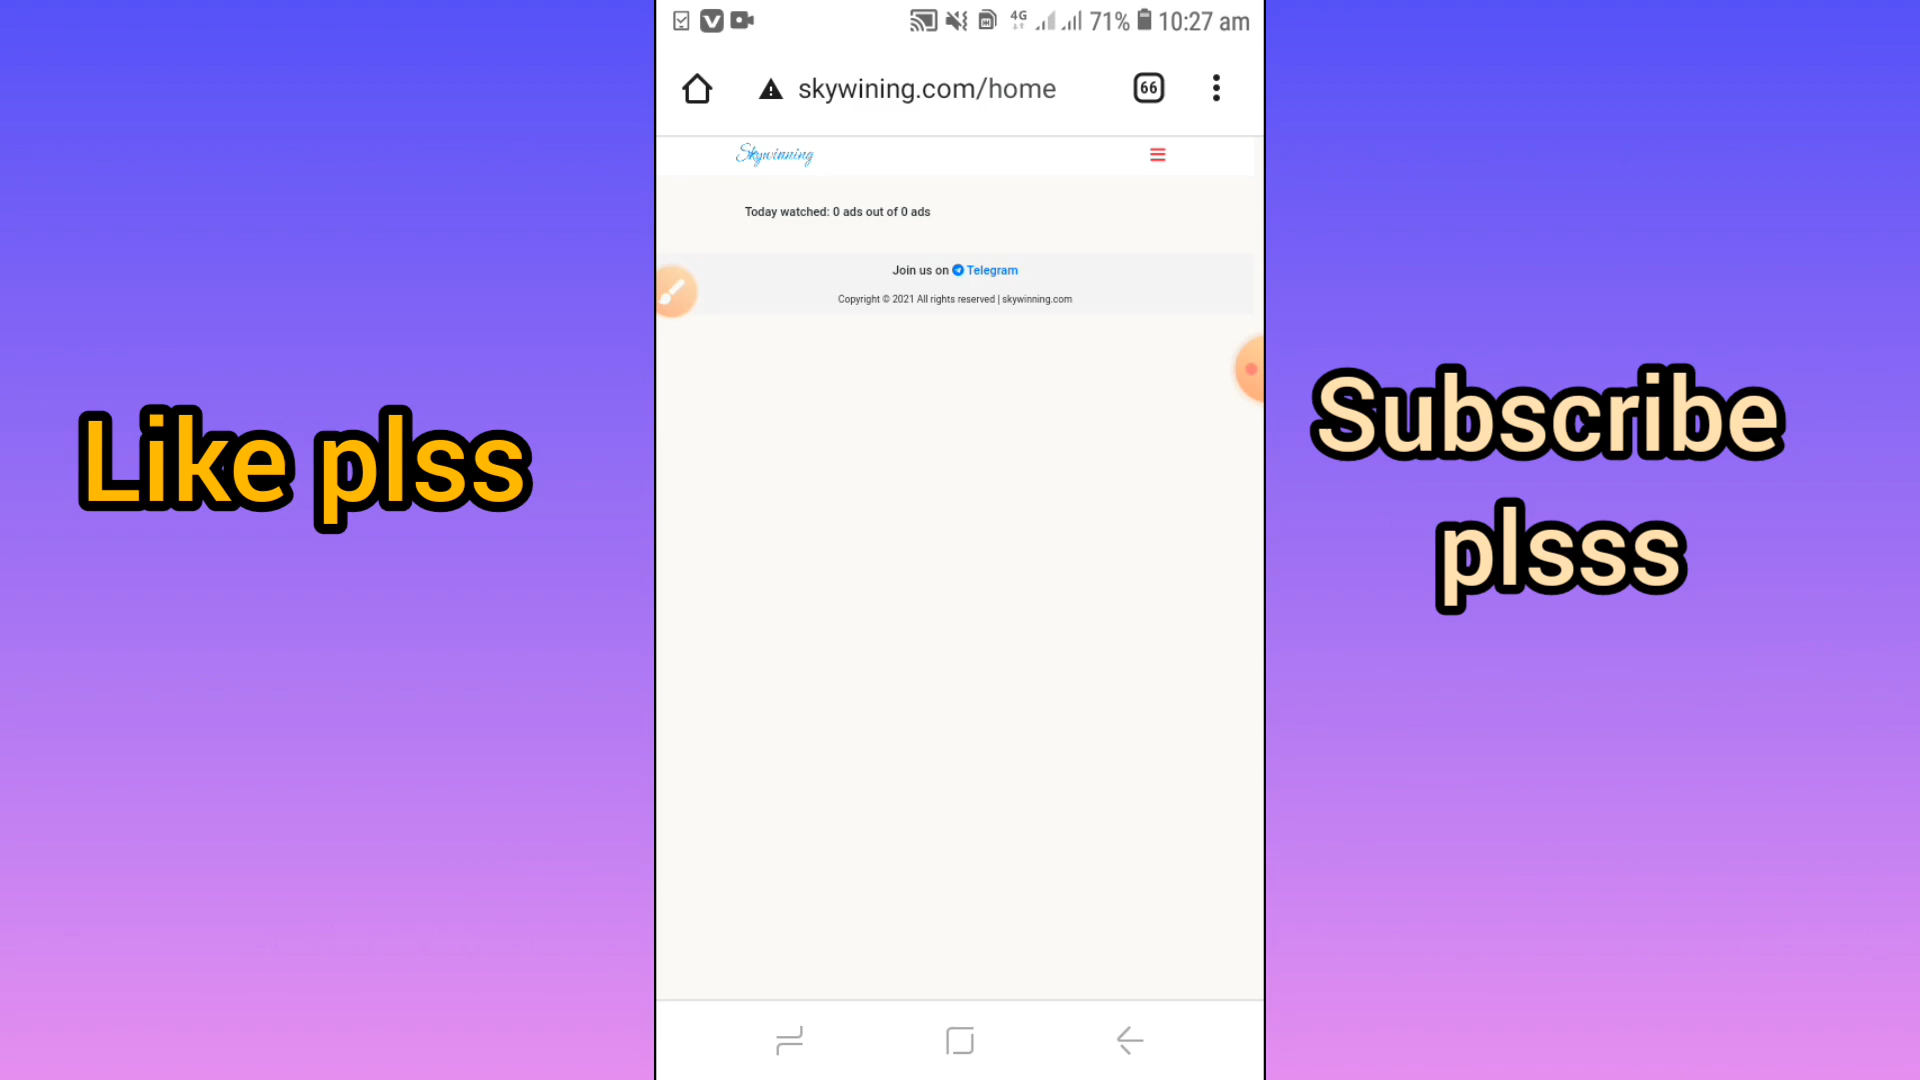 4G 71% 10:27 am
skywining.com/home
66
Skywinning
Today watched: 0 ads out of 0 ads
Join us on Telegram
Copyright © 2021 All rights reserved | skywinning.com
Like plss
Subscribe
plsss